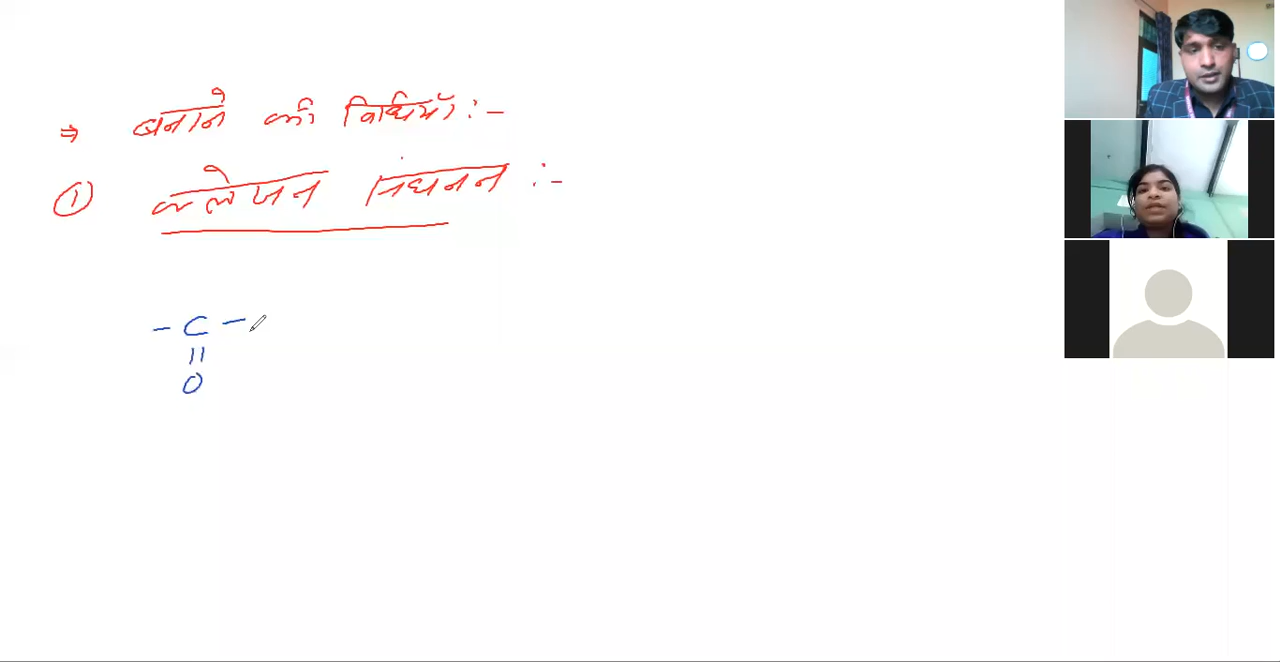 ⇒ बनाने की विधियाँ :-
① क्लेजन संघनन :-
- C -
||
O